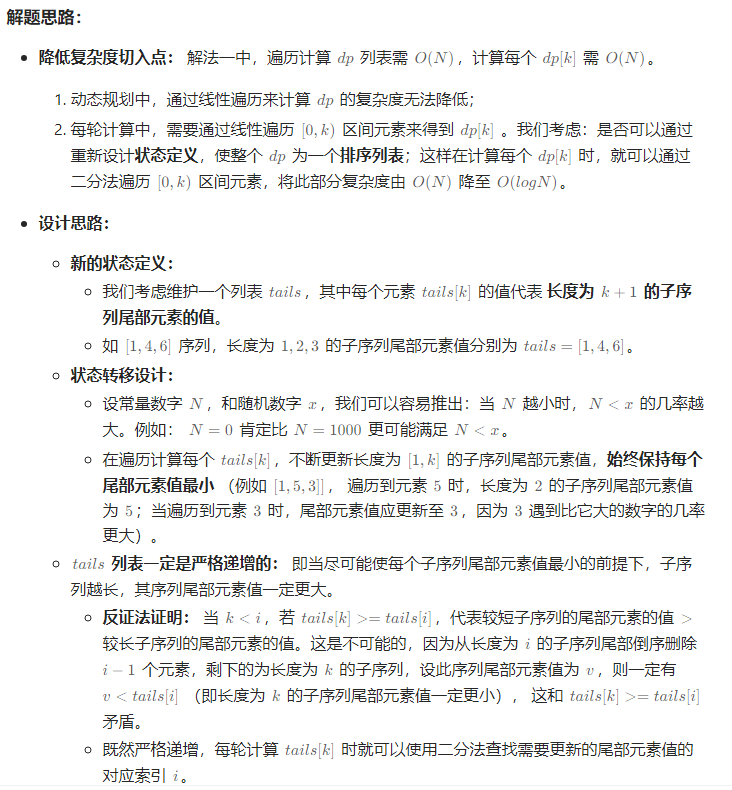 解题思路：
• 降低复杂度切入点： 解法一中，遍历计算 dp 列表需 O(N)，计算每个 dp[k] 需 O(N)。
1. 动态规划中，通过线性遍历来计算 dp 的复杂度无法降低；
2. 每轮计算中，需要通过线性遍历 [0, k) 区间元素来得到 dp[k] 。我们考虑：是否可以通过
重新设计状态定义，使整个 dp 为一个排序列表；这样在计算每个 dp[k] 时，就可以通过
二分法遍历 [0, k) 区间元素，将此部分复杂度由 O(N) 降至 O(logN)。
• 设计思路：
◦ 新的状态定义：
▪ 我们考虑维护一个列表 tails，其中每个元素 tails[k] 的值代表 长度为 k + 1 的子序
列尾部元素的值。
▪ 如 [1, 4, 6] 序列，长度为 1, 2, 3 的子序列尾部元素值分别为 tails = [1, 4, 6]。
◦ 状态转移设计：
▪ 设常量数字 N，和随机数字 x，我们可以容易推出：当 N 越小时，N < x 的几率越
大。例如： N = 0 肯定比 N = 1000 更可能满足 N < x。
▪ 在遍历计算每个 tails[k]，不断更新长度为 [1, k] 的子序列尾部元素值，始终保持每个
尾部元素值最小 （例如 [1, 5, 3]]， 遍历到元素 5 时，长度为 2 的子序列尾部元素值
为 5；当遍历到元素 3 时，尾部元素值应更新至 3，因为 3 遇到比它大的数字的几率
更大）。
◦ tails 列表一定是严格递增的： 即当尽可能使每个子序列尾部元素值最小的前提下，子序
列越长，其序列尾部元素值一定更大。
▪ 反证法证明： 当 k < i，若 tails[k] >= tails[i]，代表较短子序列的尾部元素的值 >
较长子序列的尾部元素的值。这是不可能的，因为从长度为 i 的子序列尾部倒序删除
i − 1 个元素，剩下的为长度为 k 的子序列，设此序列尾部元素值为 v，则一定有
v < tails[i] （即长度为 k 的子序列尾部元素值一定更小）， 这和 tails[k] >= tails[i]
矛盾。
▪ 既然严格递增，每轮计算 tails[k] 时就可以使用二分法查找需要更新的尾部元素值的
对应索引 i。